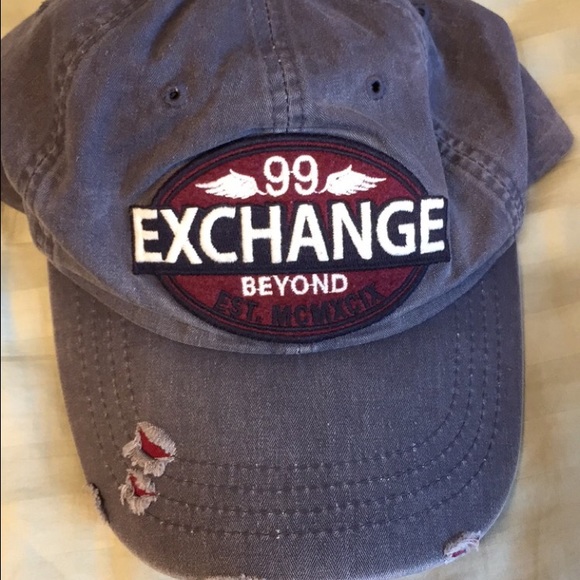 99
EXCHANGE
BEYOND
EST. MCMXCIX